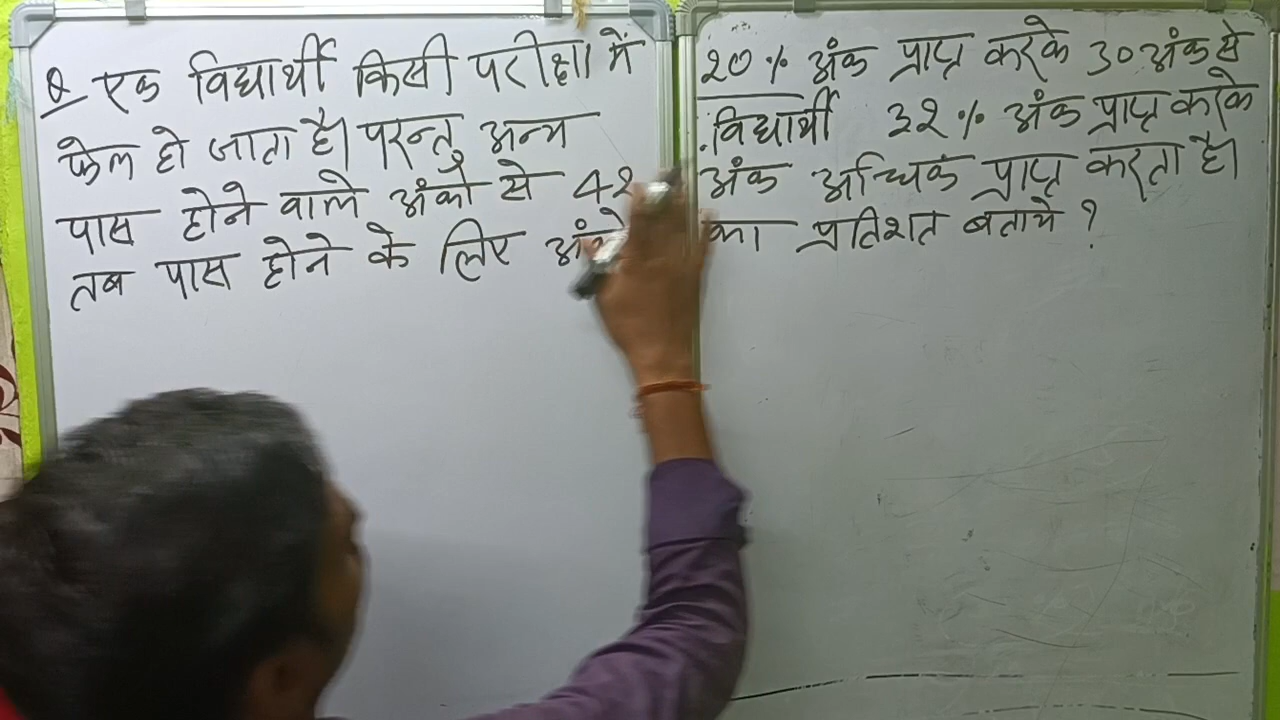 Q एक विद्यार्थी किसी परीक्षा में 20% अंक प्राप्त करके 30 अंक से
फेल हो जाता है। परन्तु अन्य विद्यार्थी 32% अंक प्राप्त करके
पास होने वाले अंको से 42 अंक अधिक प्राप्त करता है।
तब पास होने के लिए का प्रतिशत बताये ?